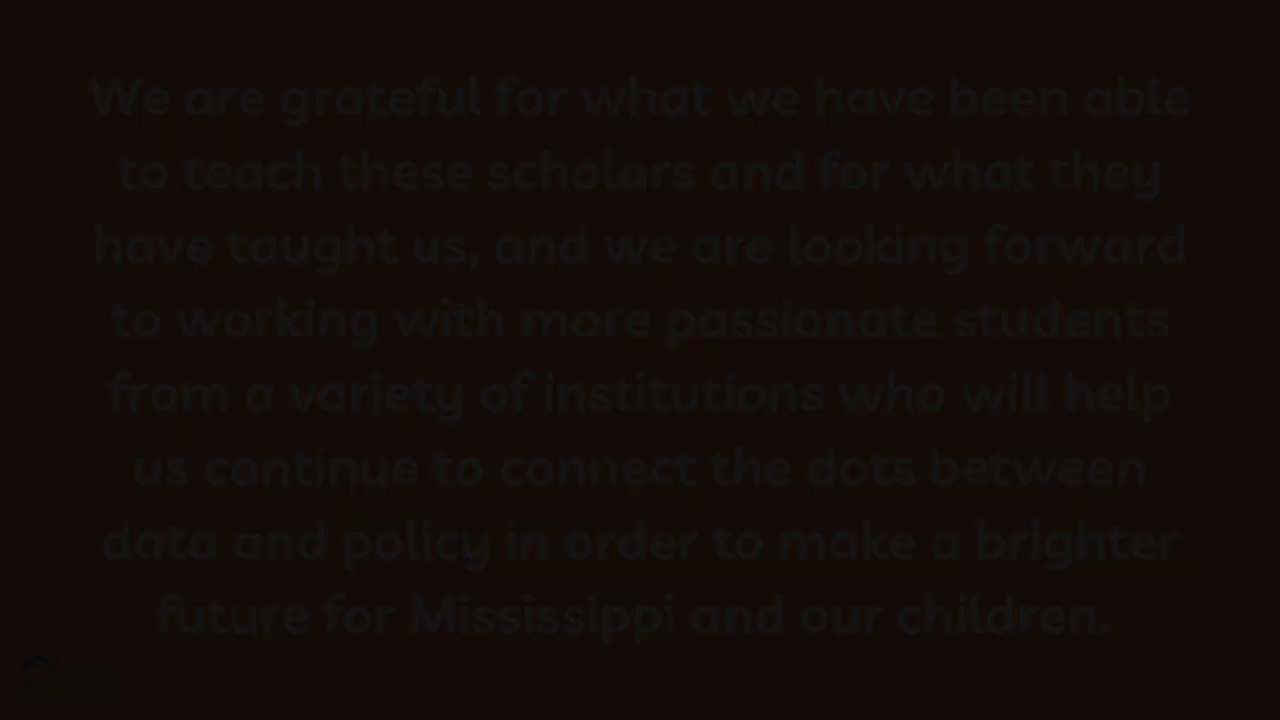 We are grateful for what we have been able
to teach these scholars and for what they
have taught us, and we are looking forward
to working with more passionate students
from a variety of institutions who will help
us continue to connect the dots between
data and policy in order to make a brighter
future for Mississippi and our children.